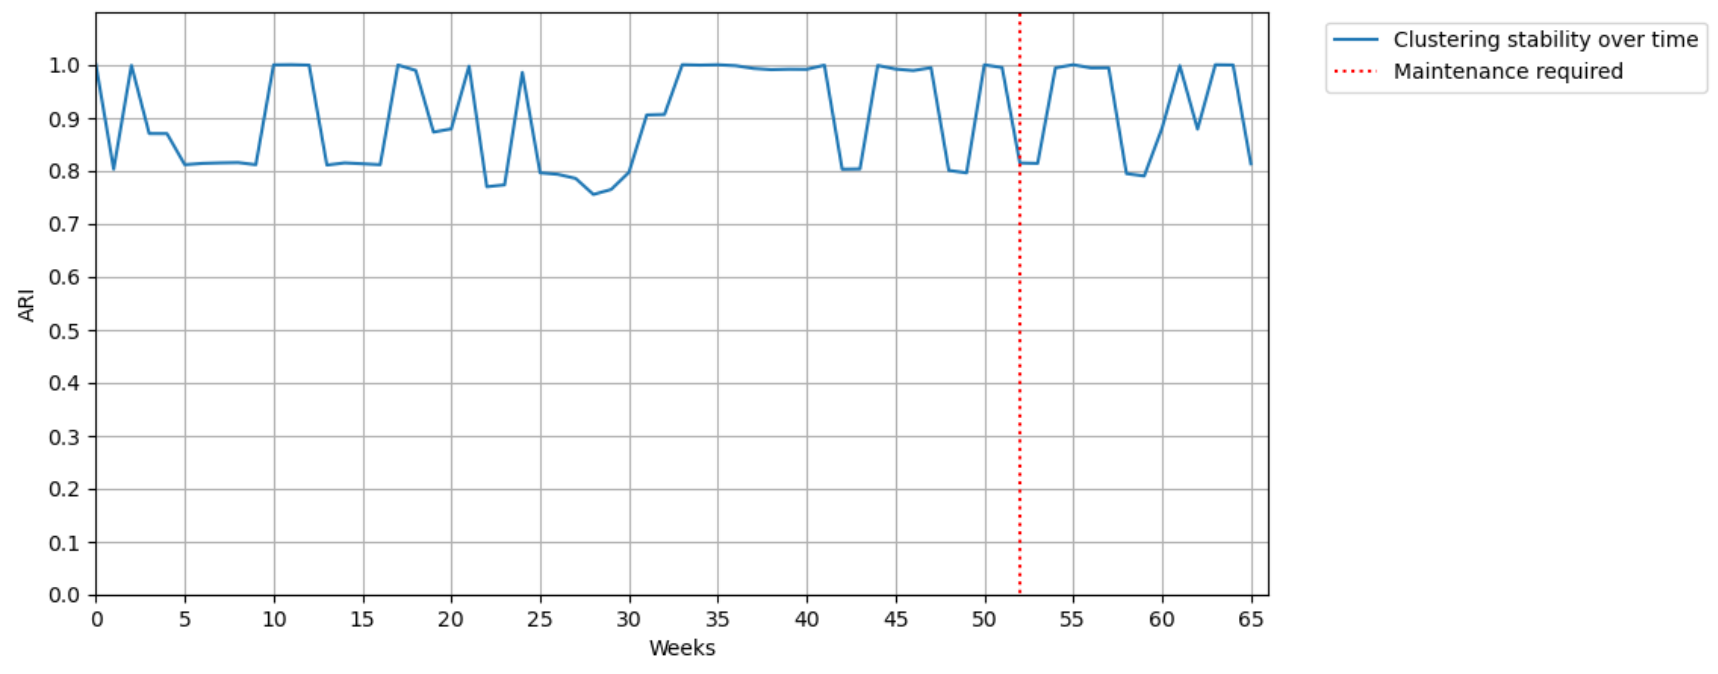 Clustering stability over time
Maintenance required
1.0
0.9
0.8
0.7
0.6
0.5
0.4
0.3
0.2
0.1
0.0
ARI
0 5 10 15 20 25 30 35 40 45 50 55 60 65
Weeks